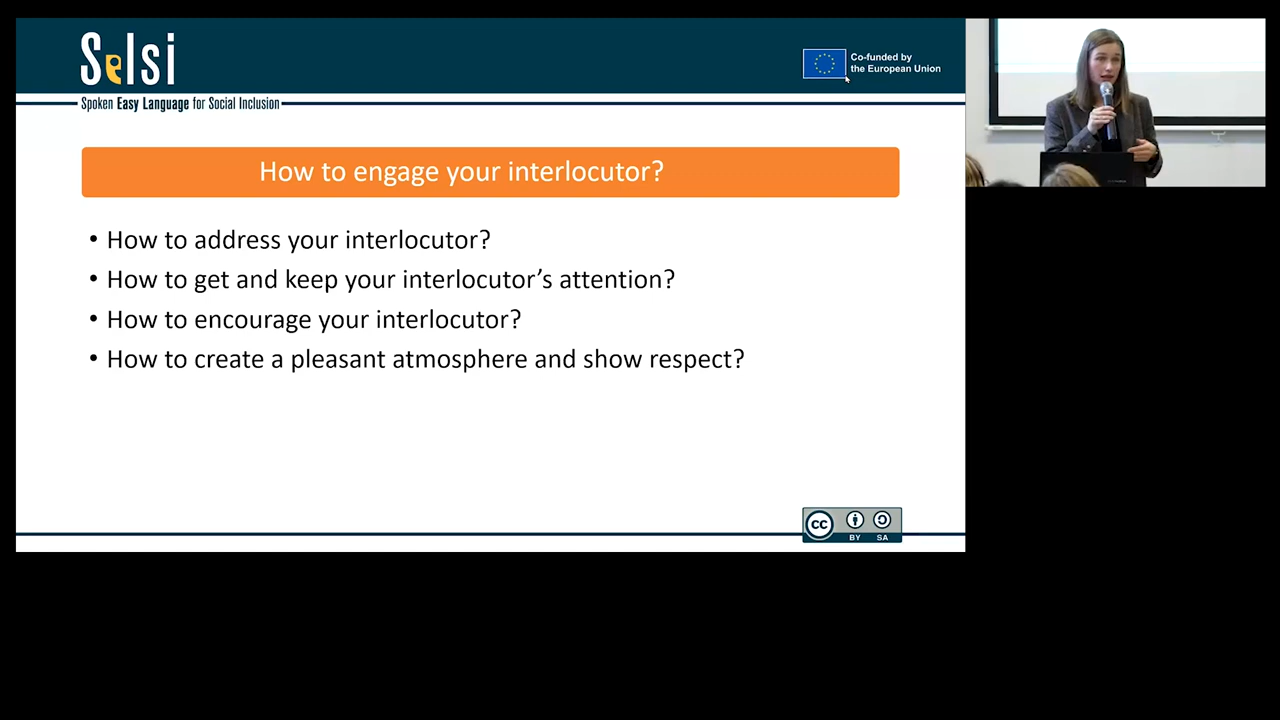 Selsi
Spoken Easy Language for Social Inclusion
Co-funded by
the European Union
How to engage your interlocutor?
• How to address your interlocutor?
• How to get and keep your interlocutor’s attention?
• How to encourage your interlocutor?
• How to create a pleasant atmosphere and show respect?
cc
BY SA